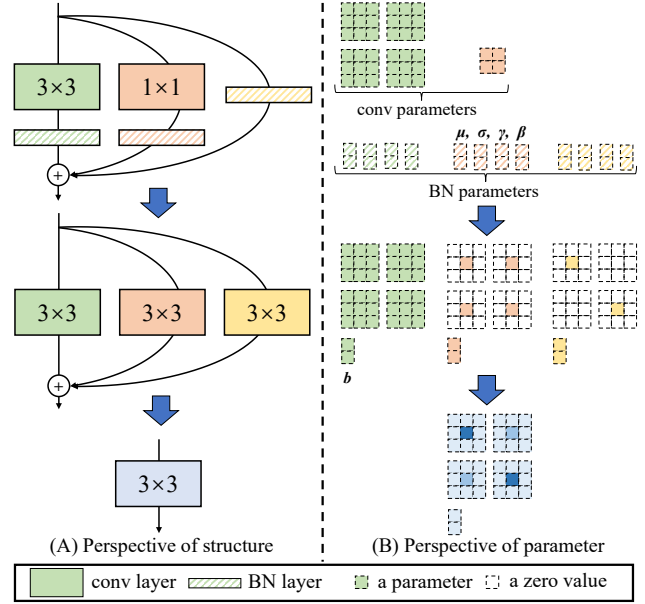 3×3
1×1
+
conv parameters
μ, σ, γ, β
BN parameters
3×3
3×3
3×3
+
b
3×3
(A) Perspective of structure
(B) Perspective of parameter
conv layer
BN layer
a parameter
a zero value